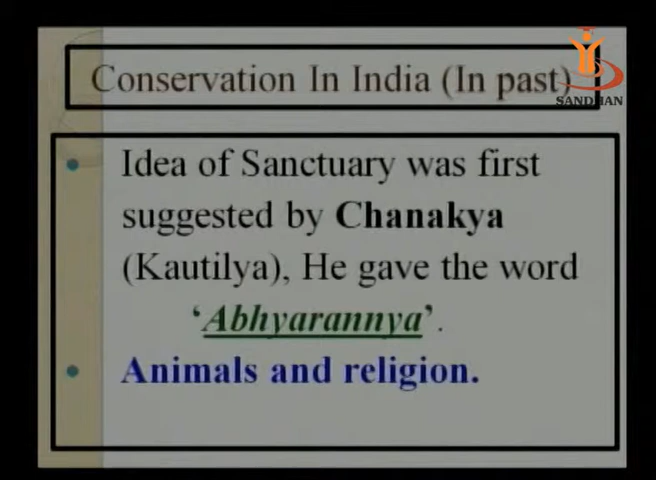 Conservation In India (In past)
SANDHAN
• Idea of Sanctuary was first
suggested by Chanakya
(Kautilya), He gave the word
‘Abhyarannya’.
• Animals and religion.